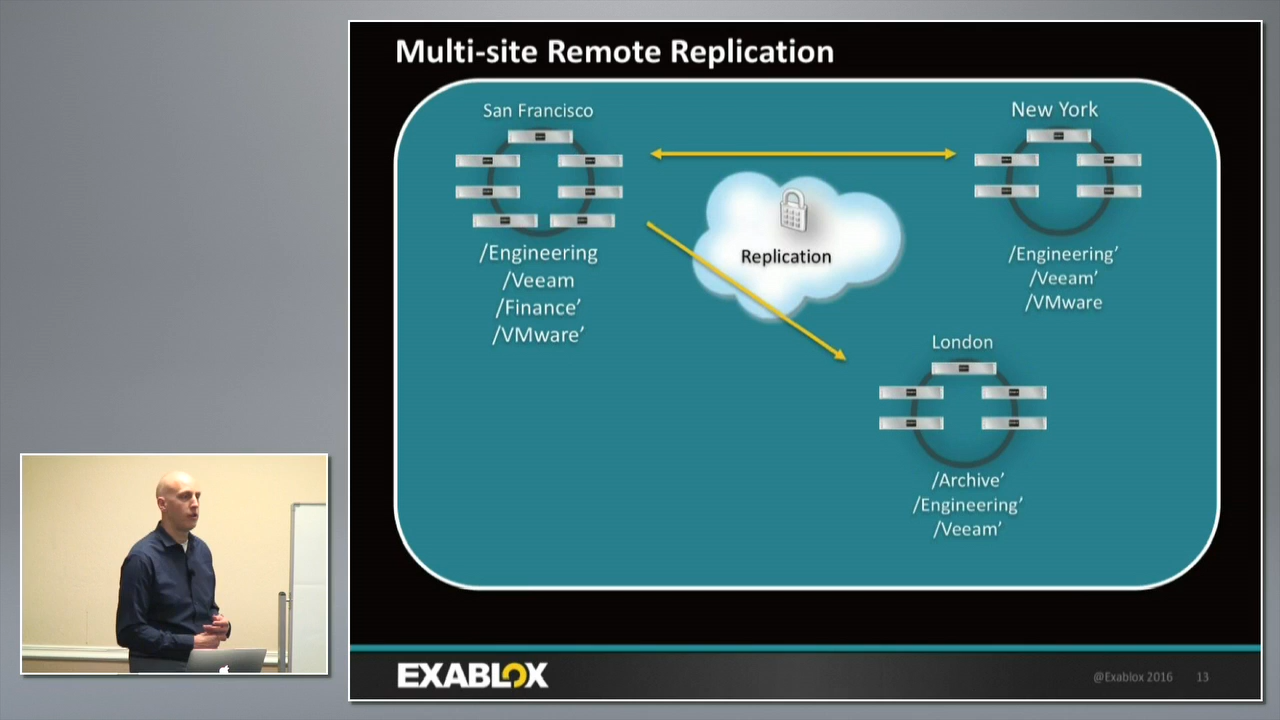 Multi-site Remote Replication
San Francisco
New York
Replication
/Engineering
/Veeam
/Finance’
/VMware’
/Engineering’
/Veeam’
/VMware
London
/Archive’
/Engineering’
/Veeam’
EXABLOX
@Exablox 2016 13